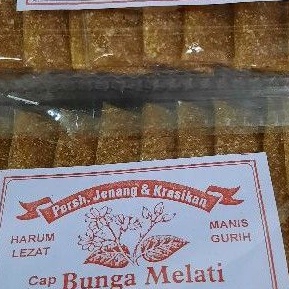 Persh. Jenang & Krasikan
HARUM
LEZAT
MANIS
GURIH
Cap Bunga Melati